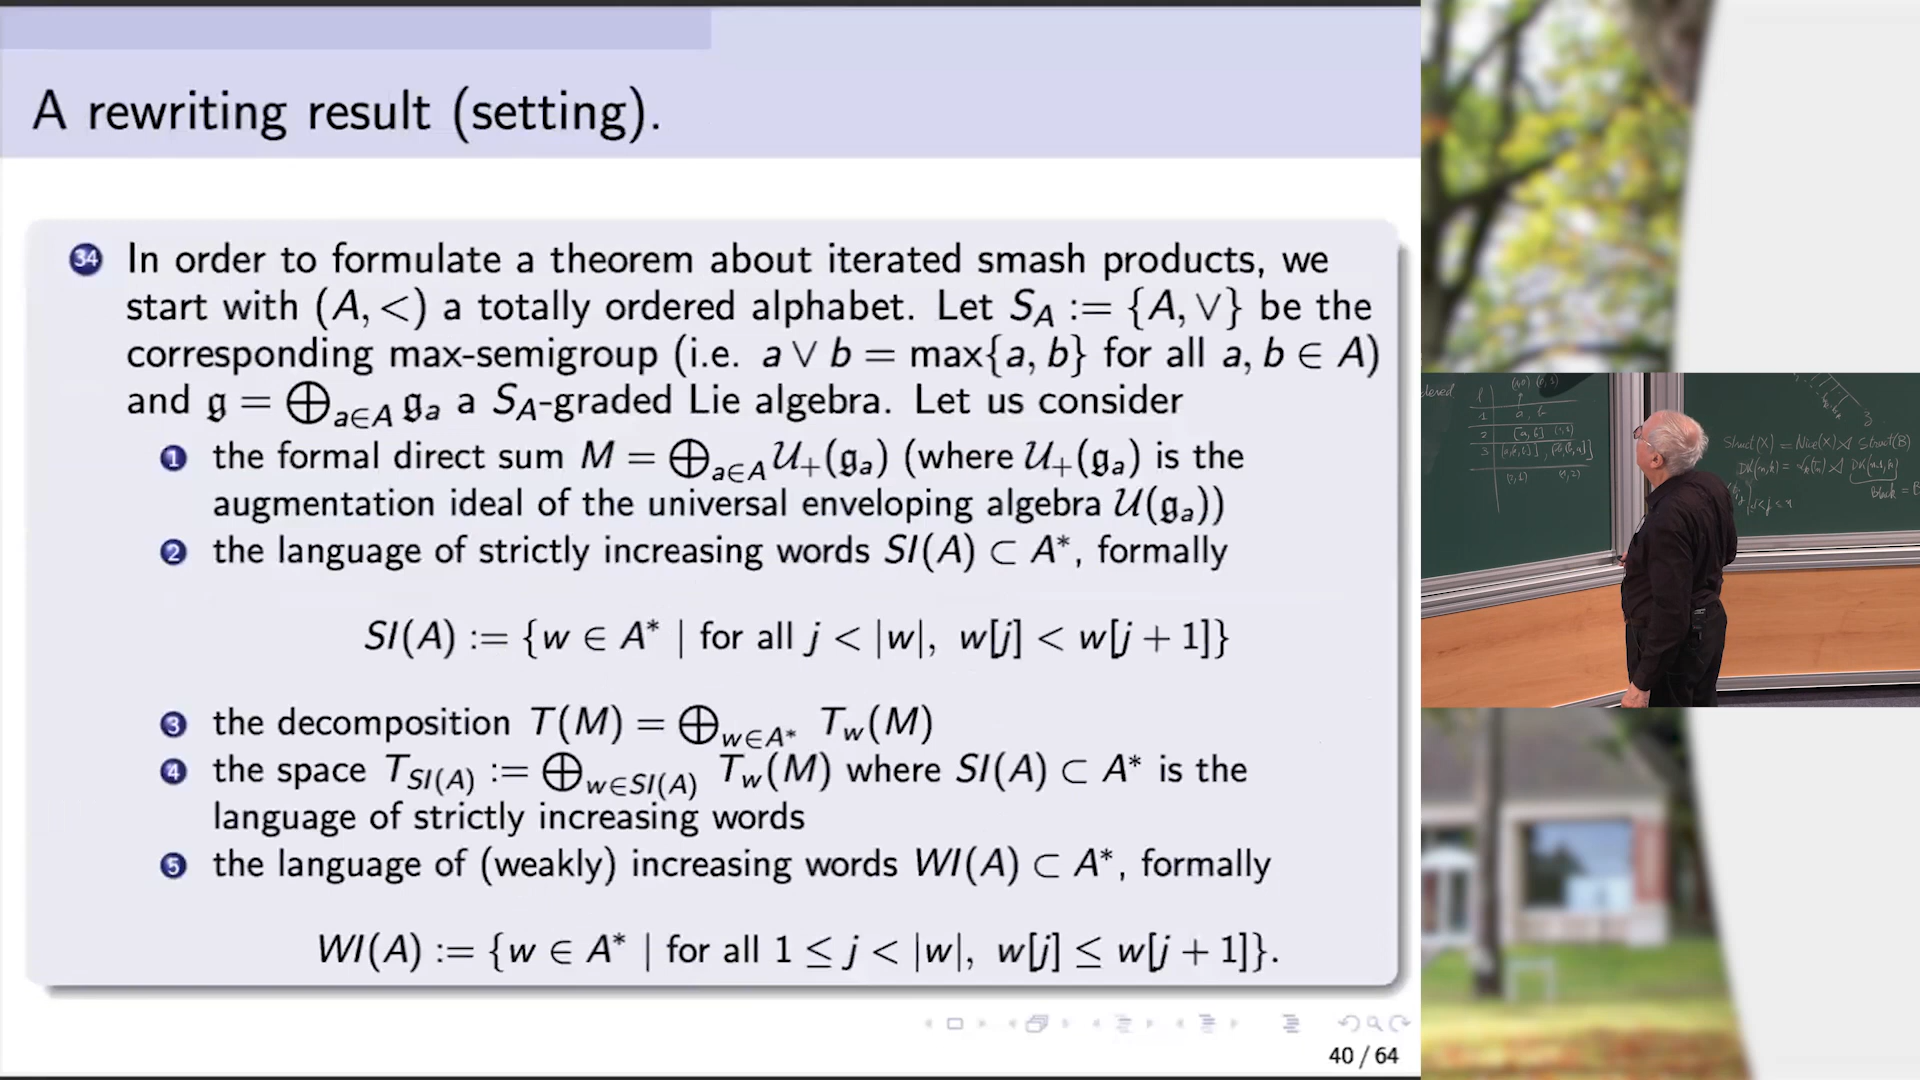 A rewriting result (setting).
34 In order to formulate a theorem about iterated smash products, we
start with (A, <) a totally ordered alphabet. Let S_A := {A, ∨} be the
corresponding max-semigroup (i.e. a ∨ b = max{a, b} for all a, b ∈ A)
and 𝔤 = ⊕_{a∈A} 𝔤_a a S_A-graded Lie algebra. Let us consider
1 the formal direct sum M = ⊕_{a∈A} 𝒰_+(𝔤_a) (where 𝒰_+(𝔤_a) is the
augmentation ideal of the universal enveloping algebra 𝒰(𝔤_a))
2 the language of strictly increasing words SI(A) ⊂ A*, formally
SI(A) := {w ∈ A* | for all j < |w|, w[j] < w[j + 1]}
3 the decomposition T(M) = ⊕_{w∈A*} T_w(M)
4 the space T_{SI(A)} := ⊕_{w∈SI(A)} T_w(M) where SI(A) ⊂ A* is the
language of strictly increasing words
5 the language of (weakly) increasing words WI(A) ⊂ A*, formally
WI(A) := {w ∈ A* | for all 1 ≤ j < |w|, w[j] ≤ w[j + 1]}.
40 / 64
Struct(X) = Nice(X) ⋊ Struct(B)